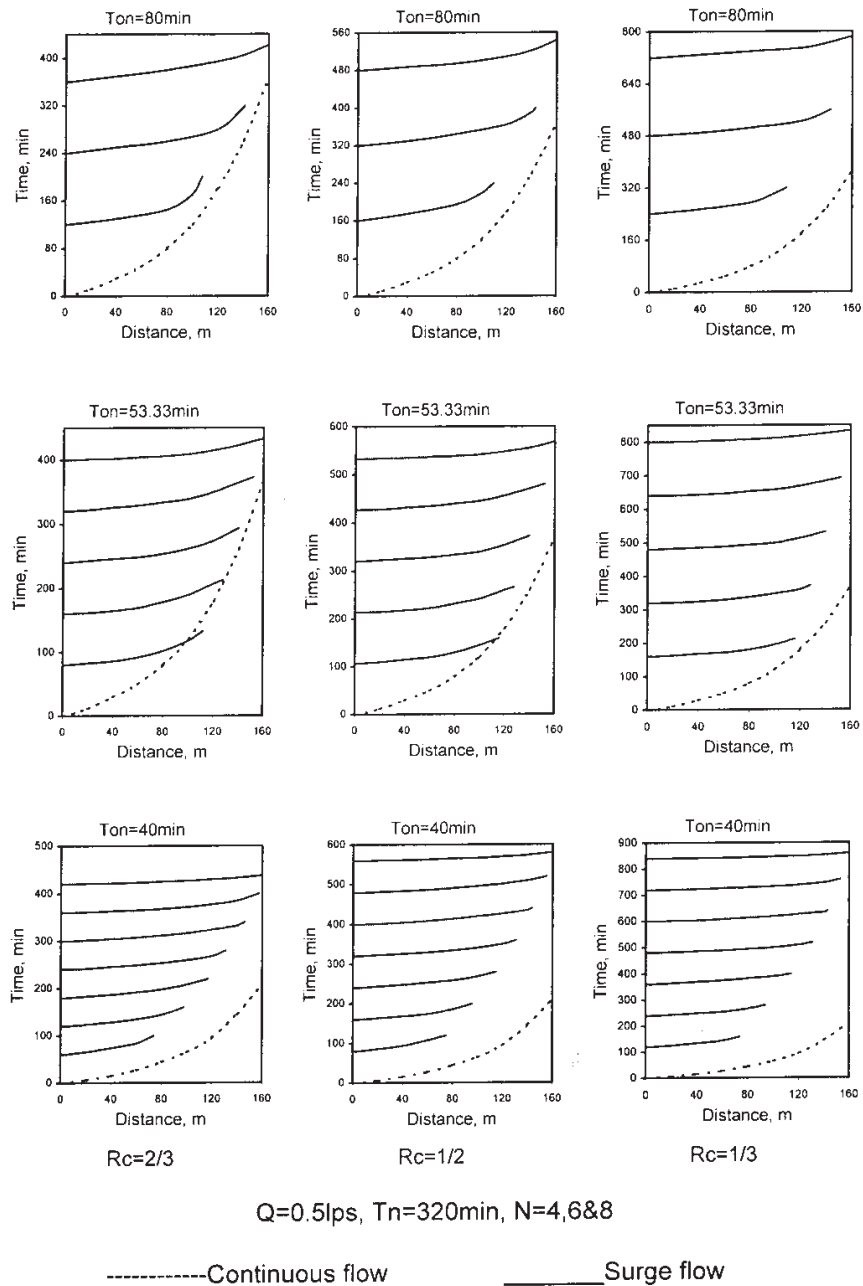 Ton=80min Ton=80min Ton=80min
400 560 800
320 480 640
240 400 480
160 320 320
80 240 160
0 160 0
80
0
Time, min Time, min Time, min
0 40 80 120 160 0 40 80 120 160 0 40 80 120 160
Distance, m Distance, m Distance, m
Ton=53.33min Ton=53.33min Ton=53.33min
400 600 800
300 500 700
200 400 600
100 300 500
0 200 400
100 300
0 200
100
0
Time, min Time, min Time, min
0 40 80 120 160 0 40 80 120 160 0 40 80 120 160
Distance, m Distance, m Distance, m
Ton=40min Ton=40min Ton=40min
500 600 900
400 500 800
300 400 700
200 300 600
100 200 500
0 100 400
0 300
200
100
0
Time, min Time, min Time, min
0 40 80 120 160 0 40 80 120 160 0 40 80 120 160
Distance, m Distance, m Distance, m
Rc=2/3 Rc=1/2 Rc=1/3
Q=0.5lps, Tn=320min, N=4,6&8
Continuous flow Surge flow